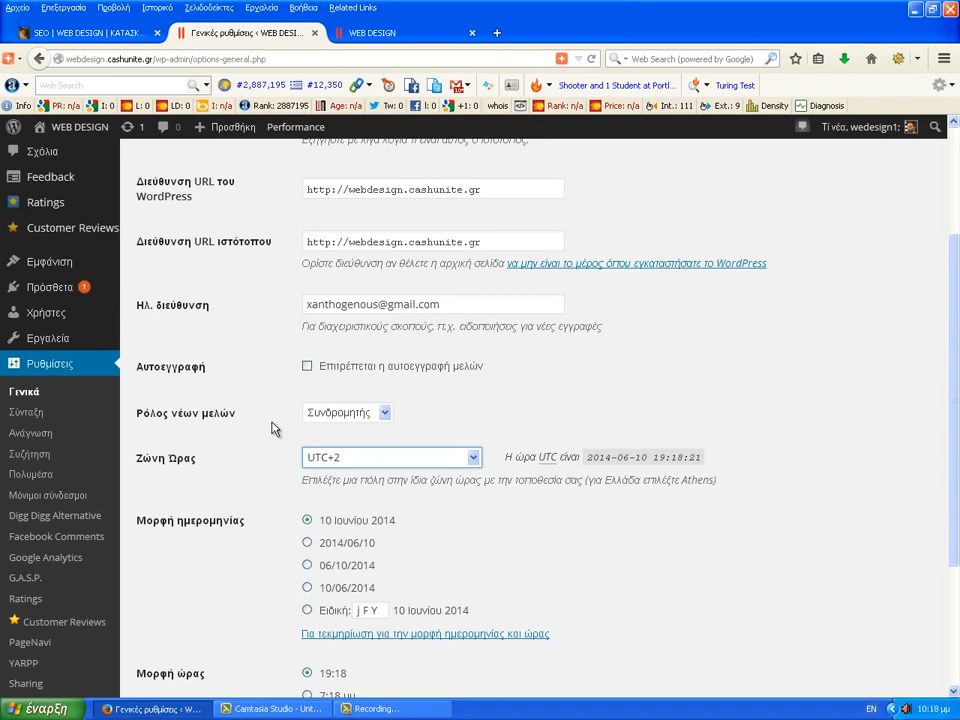 Αρχείο Επεξεργασία Προβολή Ιστορικό Σελιδοδείκτες Εργαλεία Βοήθεια Related Links
SEO | WEB DESIGN | ΚΑΤΑΣΚ... Γενικές ρυθμίσεις ‹ WEB DESI... WEB DESIGN
webdesign.cashunite.gr/wp-admin/options-general.php Web Search (powered by Google)
Web Search #2,887,195 #12,350 Shooter and 1 Student at Portl... Turing Test
Info PR: n/a I: 0 L: 0 LD: 0 I: n/a Rank: 2887195 Age: n/a Tw: 0 l: 0 +1: 0 whois Rank: n/a Price: n/a Int.: 111 Ext.: 9 Density Diagnosis
WEB DESIGN 1 0 Προσθήκη Performance Τί νέα, wedesign1;
Εξηγήστε με λίγα λόγια τι είναι αυτός ο ιστότοπος.
Σχόλια
Feedback
Ratings
Customer Reviews
Εμφάνιση
Πρόσθετα 1
Χρήστες
Εργαλεία
Ρυθμίσεις
Γενικά
Σύνταξη
Ανάγνωση
Συζήτηση
Πολυμέσα
Μόνιμοι σύνδεσμοι
Digg Digg Alternative
Facebook Comments
Google Analytics
G.A.S.P.
Ratings
Customer Reviews
PageNavi
YARPP
Sharing
Διεύθυνση URL του WordPress
http://webdesign.cashunite.gr
Διεύθυνση URL ιστότοπου
http://webdesign.cashunite.gr
Ορίστε διεύθυνση αν θέλετε η αρχική σελίδα να μην είναι το μέρος όπου εγκαταστήσατε το WordPress
Ηλ. διεύθυνση
xanthogenous@gmail.com
Για διαχειριστικούς σκοπούς, π.χ. ειδοποιήσεις για νέες εγγραφές
Αυτοεγγραφή
Επιτρέπεται η αυτοεγγραφή μελών
Ρόλος νέων μελών
Συνδρομητής
Ζώνη Ώρας
UTC+2
Η ώρα UTC είναι 2014-06-10 19:18:21
Επιλέξτε μια πόλη στην ίδια ζώνη ώρας με την τοποθεσία σας (για Ελλάδα επιλέξτε Athens)
Μορφή ημερομηνίας
10 Ιουνίου 2014
2014/06/10
06/10/2014
10/06/2014
Ειδική: j F Y 10 Ιουνίου 2014
Για τεκμηρίωση για την μορφή ημερομηνίας και ώρας
Μορφή ώρας
19:18
7:18 μμ
έναρξη Γενικές ρυθμίσεις ‹ W... Camtasia Studio - Unt... Recording... EN 10:18 μμ